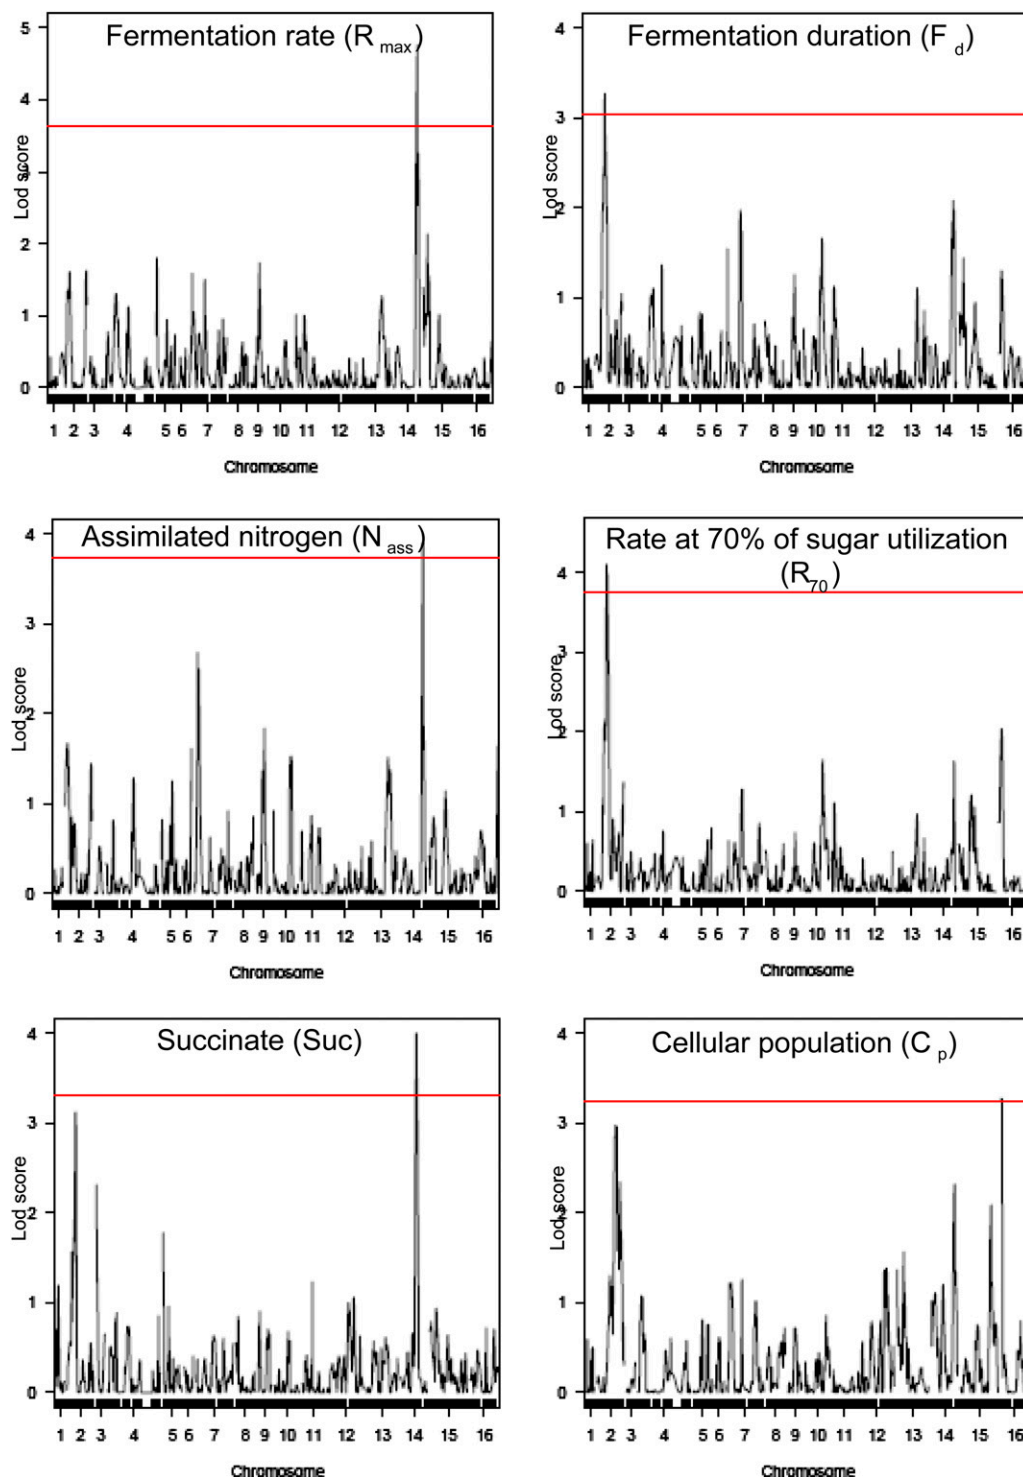 Fermentation rate (R max)
5
4
3
2
1
0
Lod score
1 2 3 4 5 6 7 8 9 10 11 12 13 14 15 16
Chromosome
Fermentation duration (F d)
4
3
2
1
0
Lod score
1 2 3 4 5 6 7 8 9 10 11 12 13 14 15 16
Chromosome
Assimilated nitrogen (N ass)
4
3
2
1
0
Lod score
1 2 3 4 5 6 7 8 9 10 11 12 13 14 15 16
Chromosome
Rate at 70% of sugar utilization
(R70)
4
3
2
1
0
Lod score
1 2 3 4 5 6 7 8 9 10 11 12 13 14 15 16
Chromosome
Succinate (Suc)
4
3
2
1
0
Lod score
1 2 3 4 5 6 7 8 9 10 11 12 13 14 15 16
Chromosome
Cellular population (C p)
4
3
2
1
0
Lod score
1 2 3 4 5 6 7 8 9 10 11 12 13 14 15 16
Chromosome